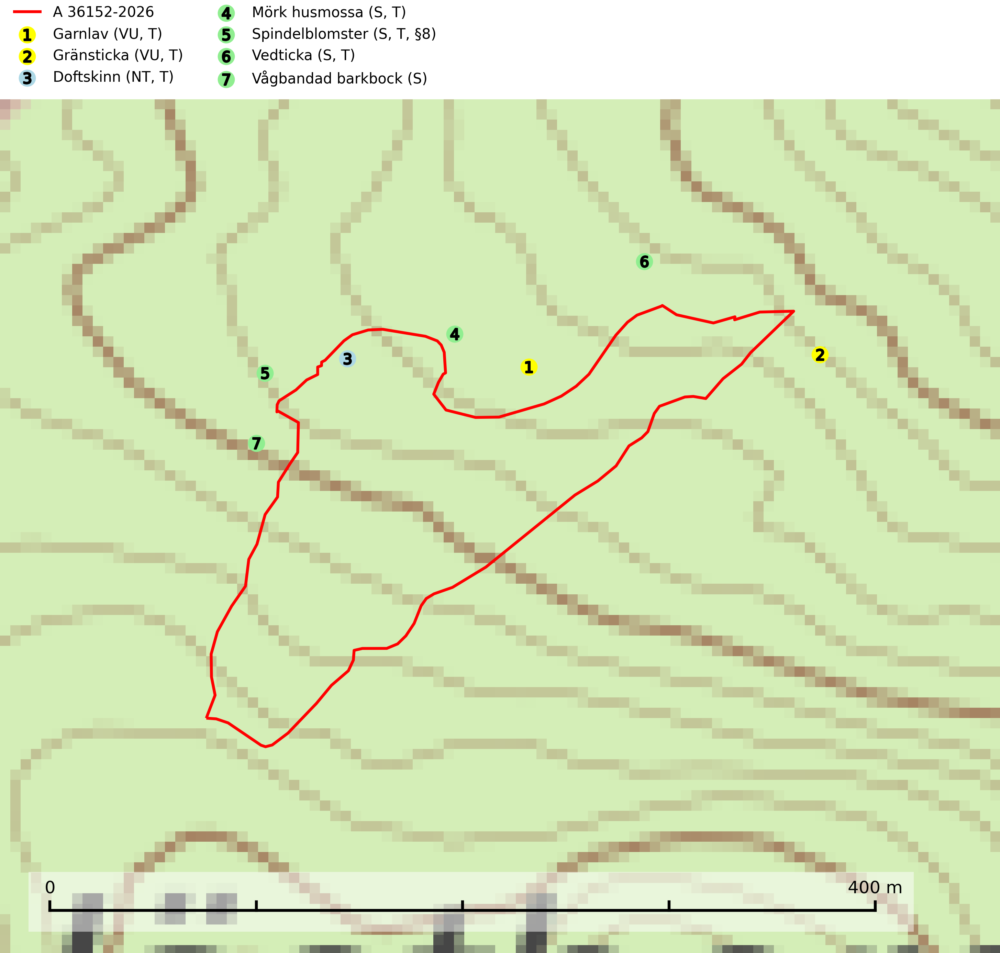 A 36152-2026
1 Garnlav (VU, T)
2 Gränsticka (VU, T)
3 Doftskinn (NT, T)
4 Mörk husmossa (S, T)
5 Spindelblomster (S, T, §8)
6 Vedticka (S, T)
7 Vågbandad barkbock (S)
6
4
3
1
2
5
7
0 400 m